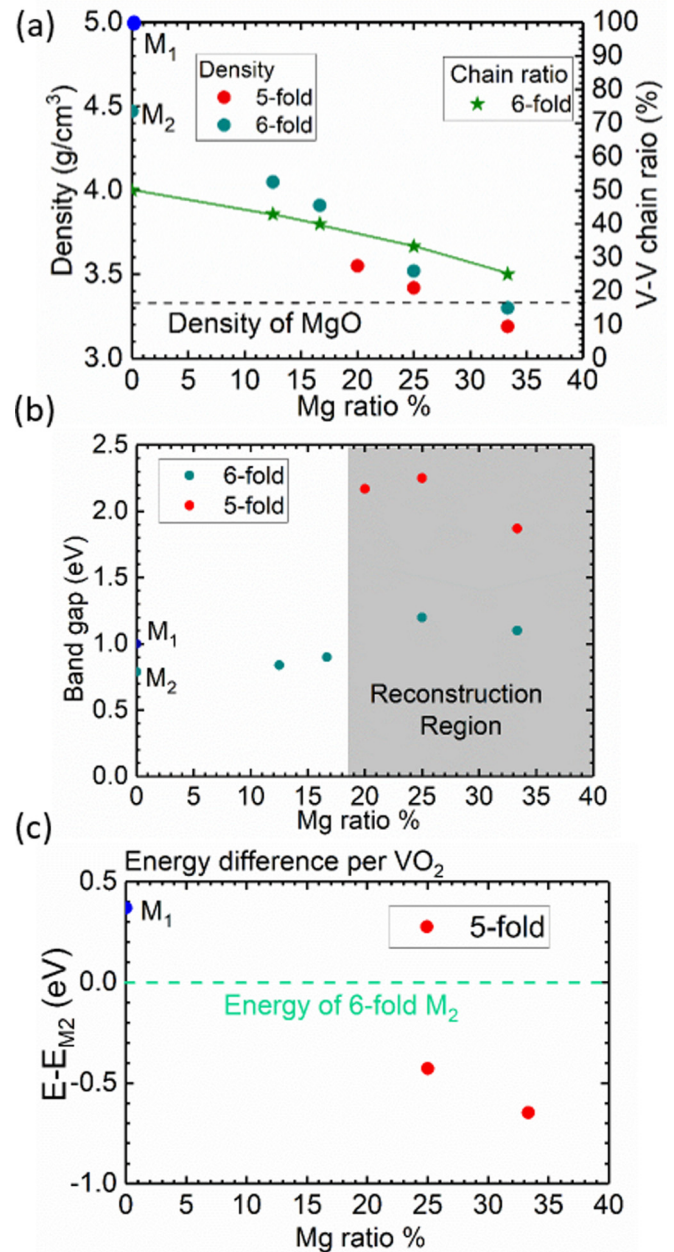 (a)
5.0
4.5
4.0
3.5
3.0
Density (g/cm³)
M₁
M₂
Density
5-fold
6-fold
Chain ratio
6-fold
Density of MgO
100
90
80
70
60
50
40
30
20
10
0
V-V chain raio (%)
0 5 10 15 20 25 30 35 40
Mg ratio %
(b)
2.5
2.0
1.5
1.0
0.5
0.0
Band gap (eV)
6-fold
5-fold
M₁
M₂
Reconstruction
Region
0 5 10 15 20 25 30 35 40
Mg ratio %
(c)
Energy difference per VO₂
0.5
0.0
-0.5
-1.0
E-E_M2 (eV)
M₁
5-fold
Energy of 6-fold M₂
0 5 10 15 20 25 30 35 40
Mg ratio %